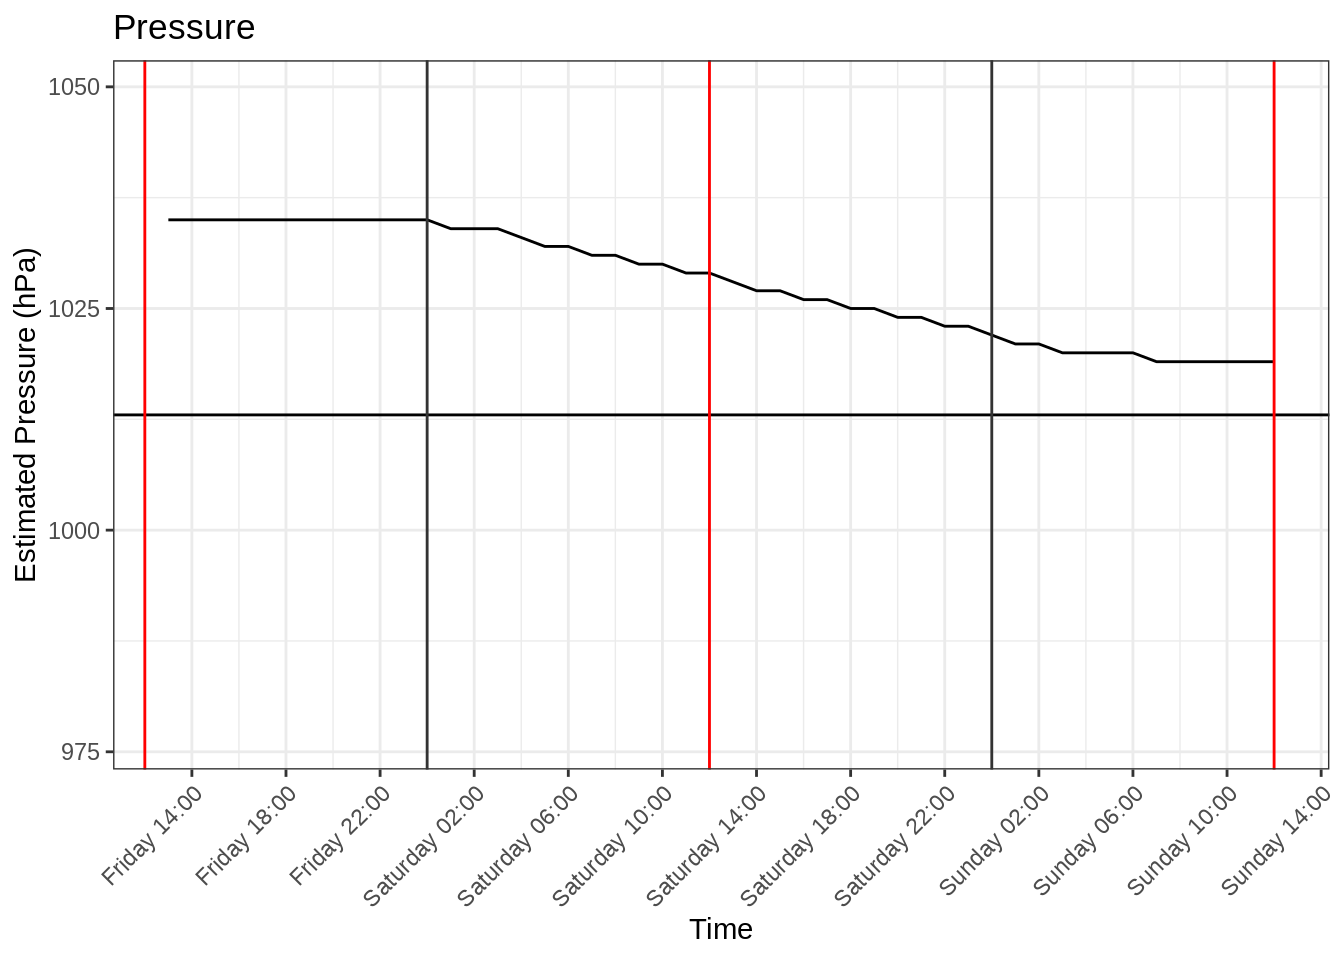 Pressure
1050
1025
1000
975
Estimated Pressure (hPa)
Friday 14:00
Friday 18:00
Friday 22:00
Saturday 02:00
Saturday 06:00
Saturday 10:00
Saturday 14:00
Saturday 18:00
Saturday 22:00
Sunday 02:00
Sunday 06:00
Sunday 10:00
Sunday 14:00
Time